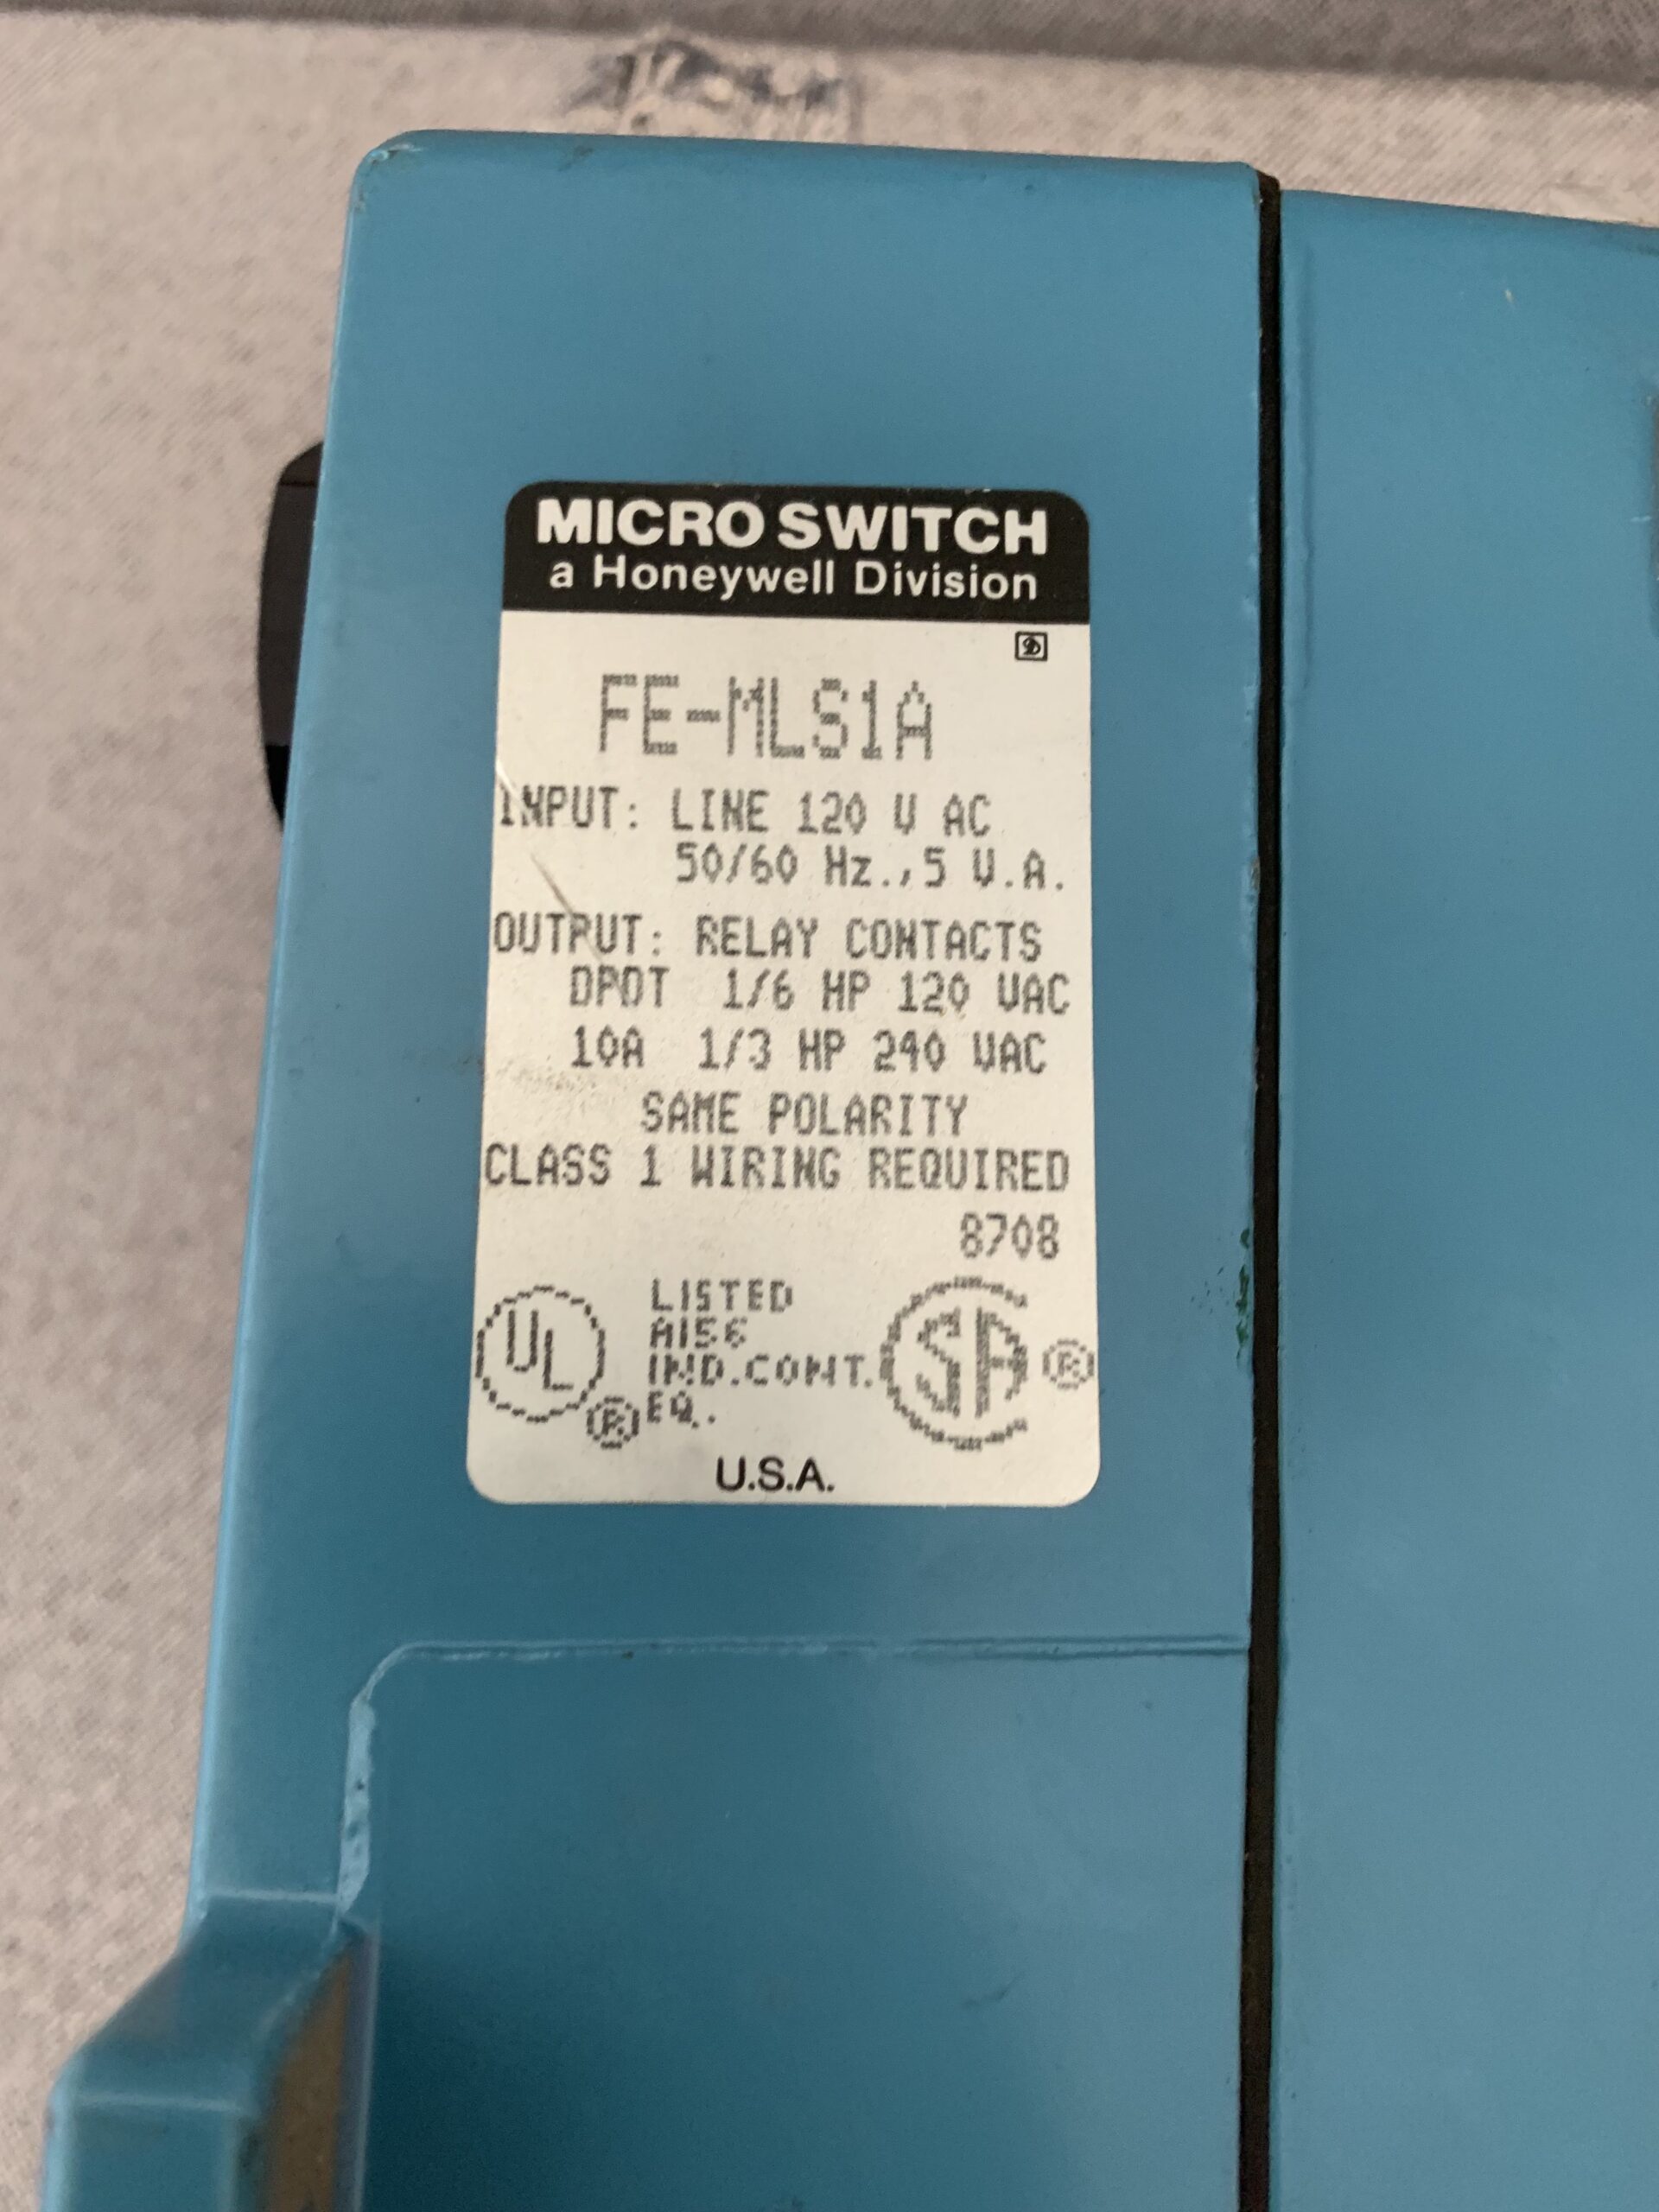 MICRO SWITCH
a Honeywell Division
FE-MLS1A
INPUT: LINE 120 V AC
50/60 Hz.,5 V.A.
OUTPUT: RELAY CONTACTS
DPDT 1/6 HP 120 VAC
10A 1/3 HP 240 VAC
SAME POLARITY
CLASS 1 WIRING REQUIRED
8708
UL ® LISTED
IND.CONT.
EQ.
SA ®
U.S.A.